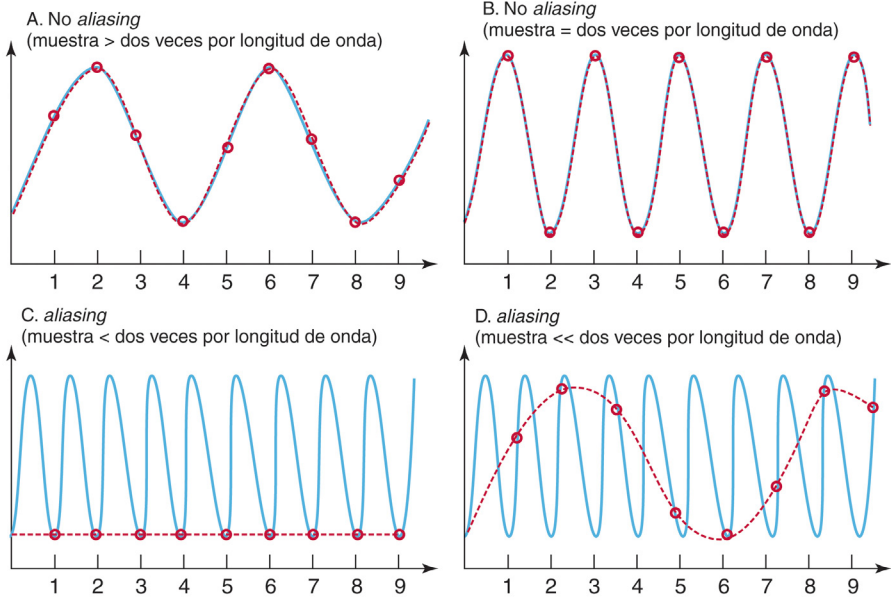 A. No aliasing
(muestra > dos veces por longitud de onda)
1 2 3 4 5 6 7 8 9
B. No aliasing
(muestra = dos veces por longitud de onda)
1 2 3 4 5 6 7 8 9
C. aliasing
(muestra < dos veces por longitud de onda)
1 2 3 4 5 6 7 8 9
D. aliasing
(muestra << dos veces por longitud de onda)
1 2 3 4 5 6 7 8 9